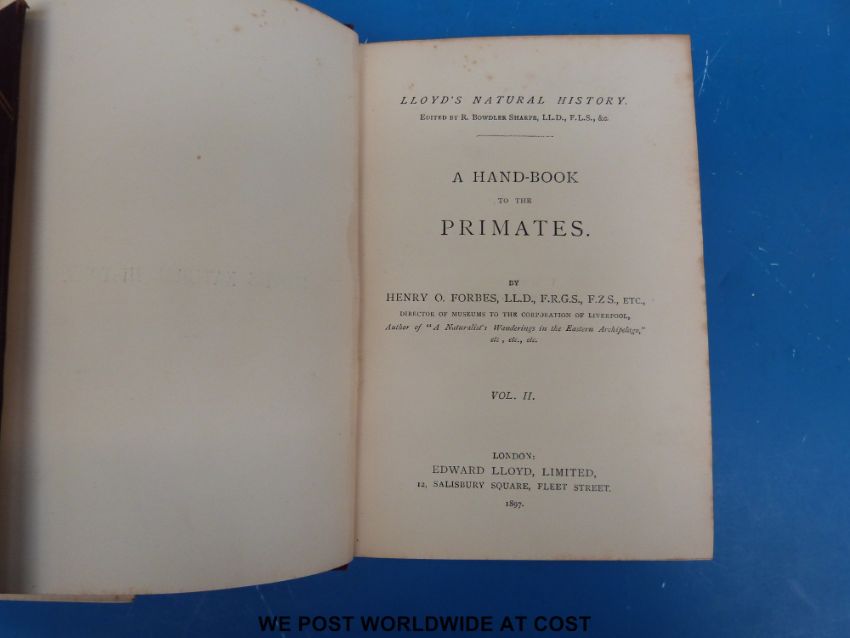 LLOYD'S NATURAL HISTORY.
EDITED BY R. BOWDLER SHARPE, LL.D., F.L.S., &c.
A HAND-BOOK
TO THE
PRIMATES.
BY
HENRY O. FORBES, LL.D., F.R.G.S., F.Z S., ETC.,
DIRECTOR OF MUSEUMS TO THE CORPORATION OF LIVERPOOL,
Author of "A Naturalist's Wanderings in the Eastern Archipelago,"
etc , etc., etc.
VOL. II.
LONDON:
EDWARD LLOYD, LIMITED,
12, SALISBURY SQUARE, FLEET STREET.
1897.
WE POST WORLDWIDE AT COST